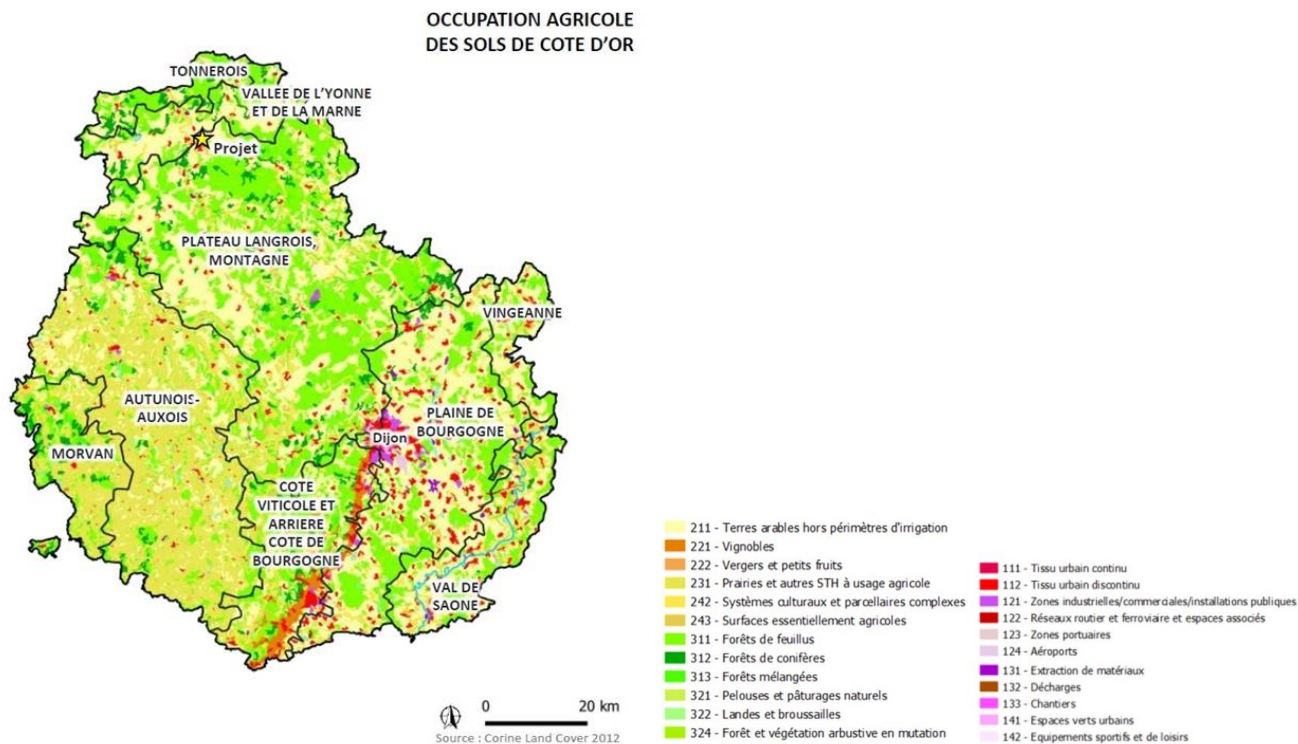 OCCUPATION AGRICOLE
DES SOLS DE COTE D'OR
TONNEROIS
VALLEE DE L'YONNE
ET DE LA MARNE
Projet
PLATEAU LANGROIS,
MONTAGNE
VINGEANNE
AUTUNOIS-
AUXOIS
PLAINE DE
BOURGOGNE
Dijon
MORVAN
COTE
VITICOLE ET
ARRIERE
COTE DE
BOURGOGNE
VAL DE
SAONE
0 20 km
Source : Corine Land Cover 2012
211 - Terres arables hors périmètres d'irrigation
221 - Vignobles
222 - Vergers et petits fruits
231 - Prairies et autres STH à usage agricole
242 - Systèmes culturaux et parcellaires complexes
243 - Surfaces essentiellement agricoles
311 - Forêts de feuillus
312 - Forêts de conifères
313 - Forêts mélangées
321 - Pelouses et pâturages naturels
322 - Landes et broussailles
324 - Forêt et végétation arbustive en mutation
111 - Tissu urbain continu
112 - Tissu urbain discontinu
121 - Zones industrielles/commerciales/installations publiques
122 - Réseaux routier et ferroviaire et espaces associés
123 - Zones portuaires
124 - Aéroports
131 - Extraction de matériaux
132 - Décharges
133 - Chantiers
141 - Espaces verts urbains
142 - Equipements sportifs et de loisirs